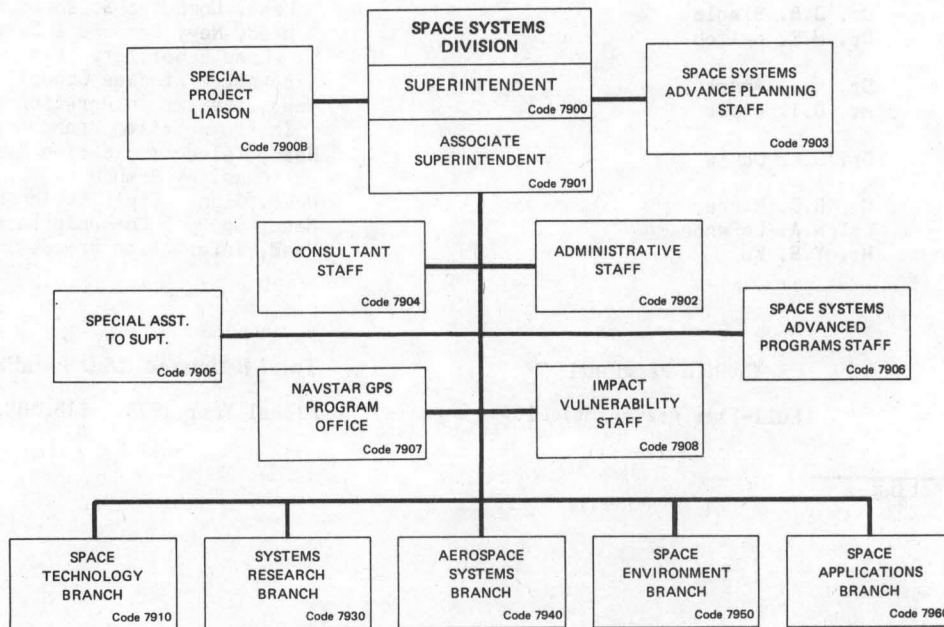 SPACE SYSTEMS
DIVISION
SUPERINTENDENT
Code 7900
ASSOCIATE
SUPERINTENDENT
Code 7901
SPECIAL
PROJECT
LIAISON
Code 7900B
SPACE SYSTEMS
ADVANCE PLANNING
STAFF
Code 7903
CONSULTANT
STAFF
Code 7904
ADMINISTRATIVE
STAFF
Code 7902
SPECIAL ASST.
TO SUPT.
Code 7905
SPACE SYSTEMS
ADVANCED
PROGRAMS STAFF
Code 7906
NAVSTAR GPS
PROGRAM
OFFICE
Code 7907
IMPACT
VULNERABILITY
STAFF
Code 7908
SPACE
TECHNOLOGY
BRANCH
Code 7910
SYSTEMS
RESEARCH
BRANCH
Code 7930
AEROSPACE
SYSTEMS
BRANCH
Code 7940
SPACE
ENVIRONMENT
BRANCH
Code 7950
SPACE
APPLICATIONS
BRANCH
Code 796